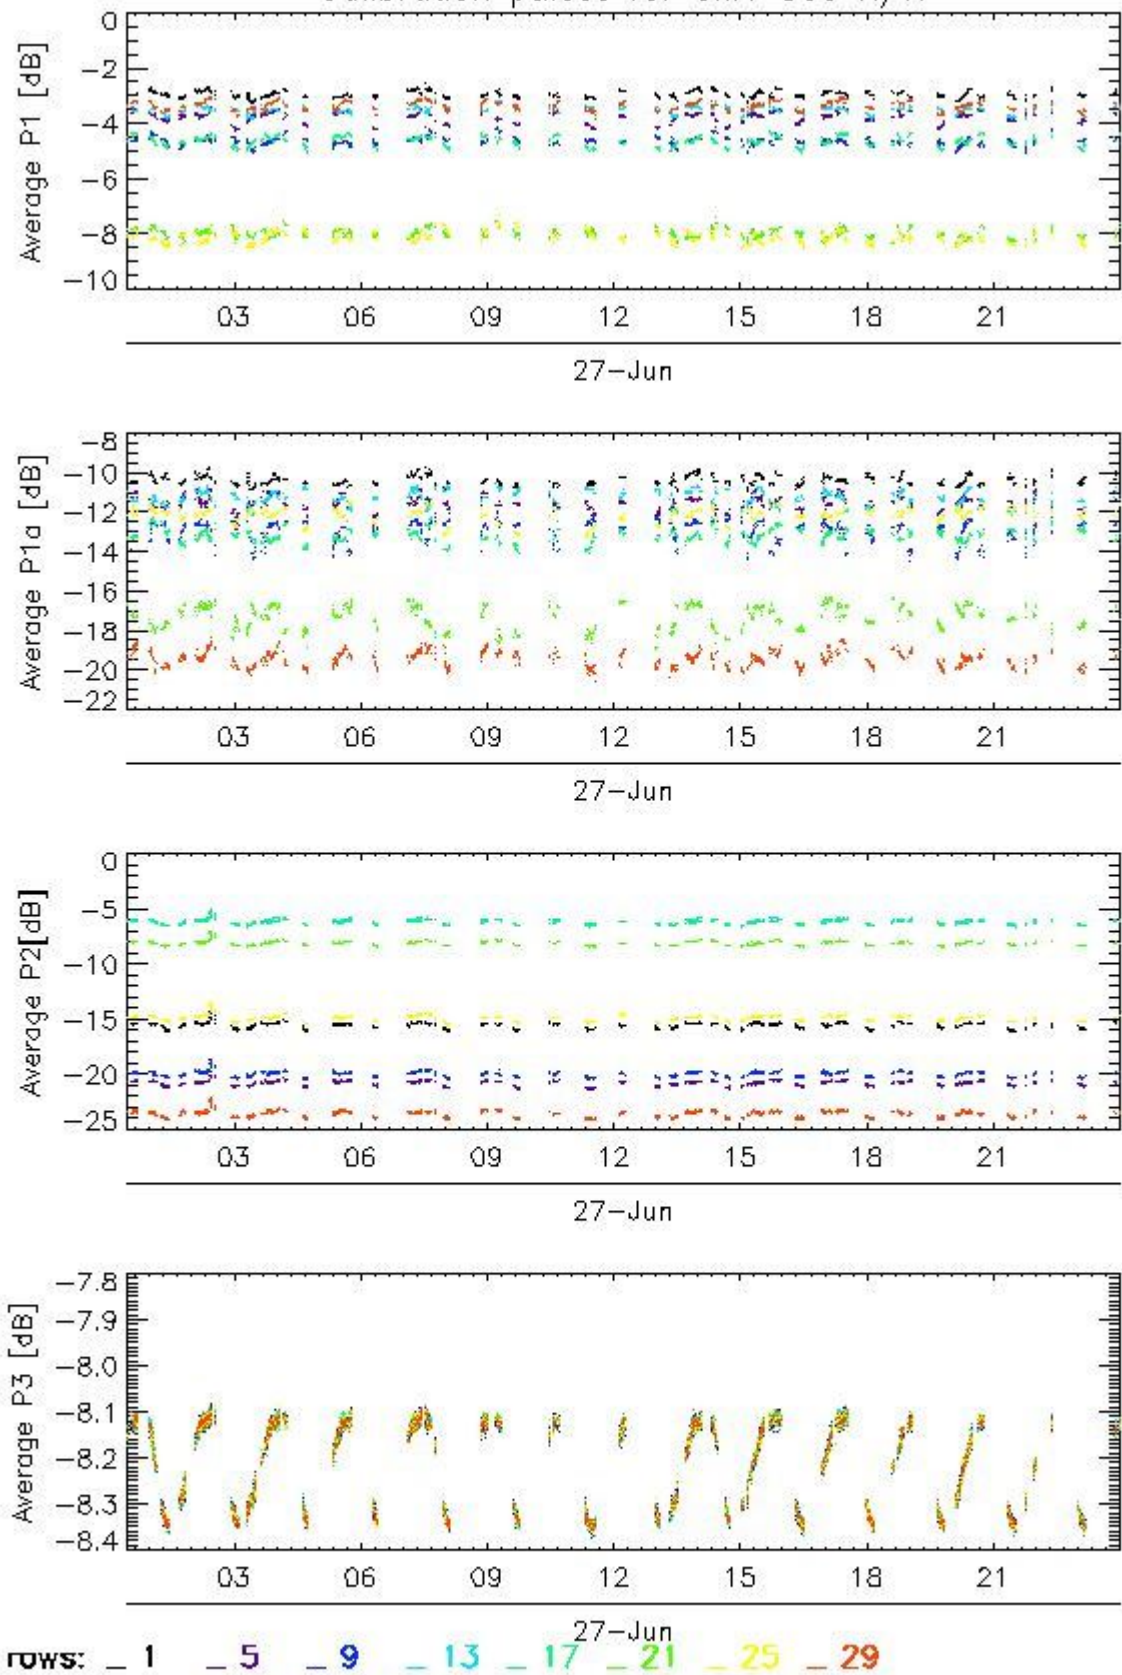 0
−2
−4
−6
−8
−10
Average P1 [dB]
03 06 09 12 15 18 21
27−Jun
−8
−10
−12
−14
−16
−18
−20
−22
Average P1a [dB]
03 06 09 12 15 18 21
27−Jun
0
−5
−10
−15
−20
−25
Average P2[dB]
03 06 09 12 15 18 21
27−Jun
−7.8
−7.9
−8.0
−8.1
−8.2
−8.3
−8.4
Average P3 [dB]
03 06 09 12 15 18 21
27−Jun
rows: _ 1 _ 5 _ 9 _ 13 _ 17 _ 21 _ 25 _ 29